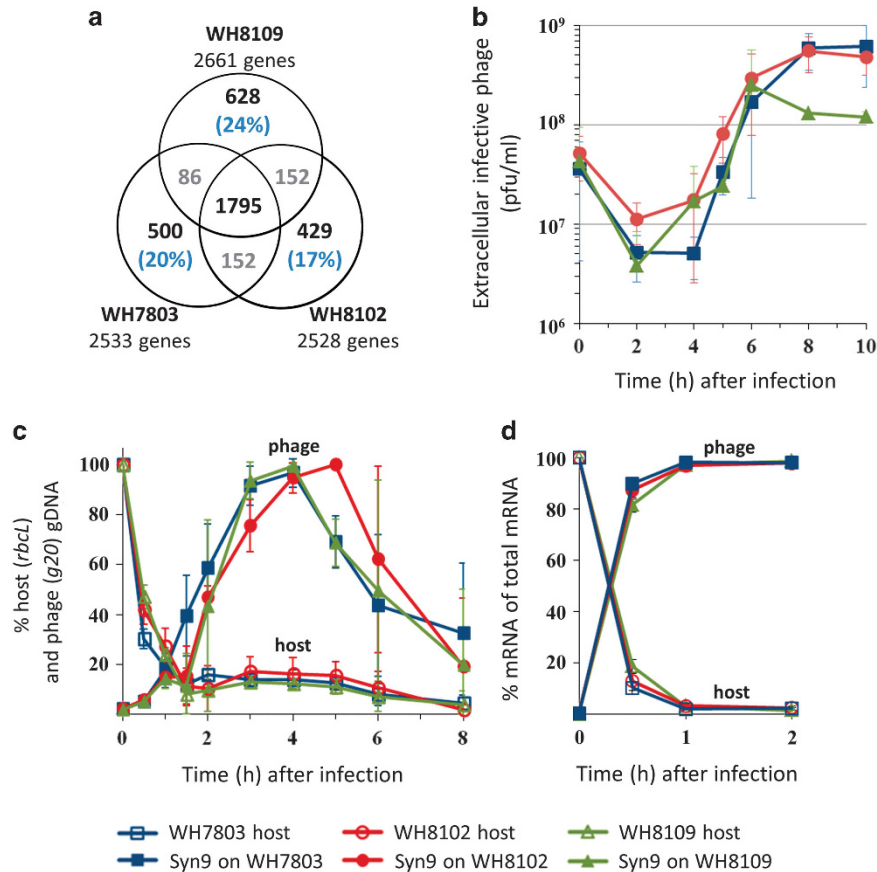 a
WH8109
2661 genes
628
(24%)
86
152
1795
500
(20%)
429
(17%)
152
WH7803
2533 genes
WH8102
2528 genes
b
Extracellular infective phage
(pfu/ml)
10⁹
10⁸
10⁷
10⁶
0 2 4 6 8 10
Time (h) after infection
c
% host (rbcL)
and phage (g20) gDNA
100
80
60
40
20
0 2 4 6 8
phage
host
Time (h) after infection
d
% mRNA of total mRNA
100
80
60
40
20
0
0 1 2
phage
host
Time (h) after infection
WH7803 host
WH8102 host
WH8109 host
Syn9 on WH7803
Syn9 on WH8102
Syn9 on WH8109